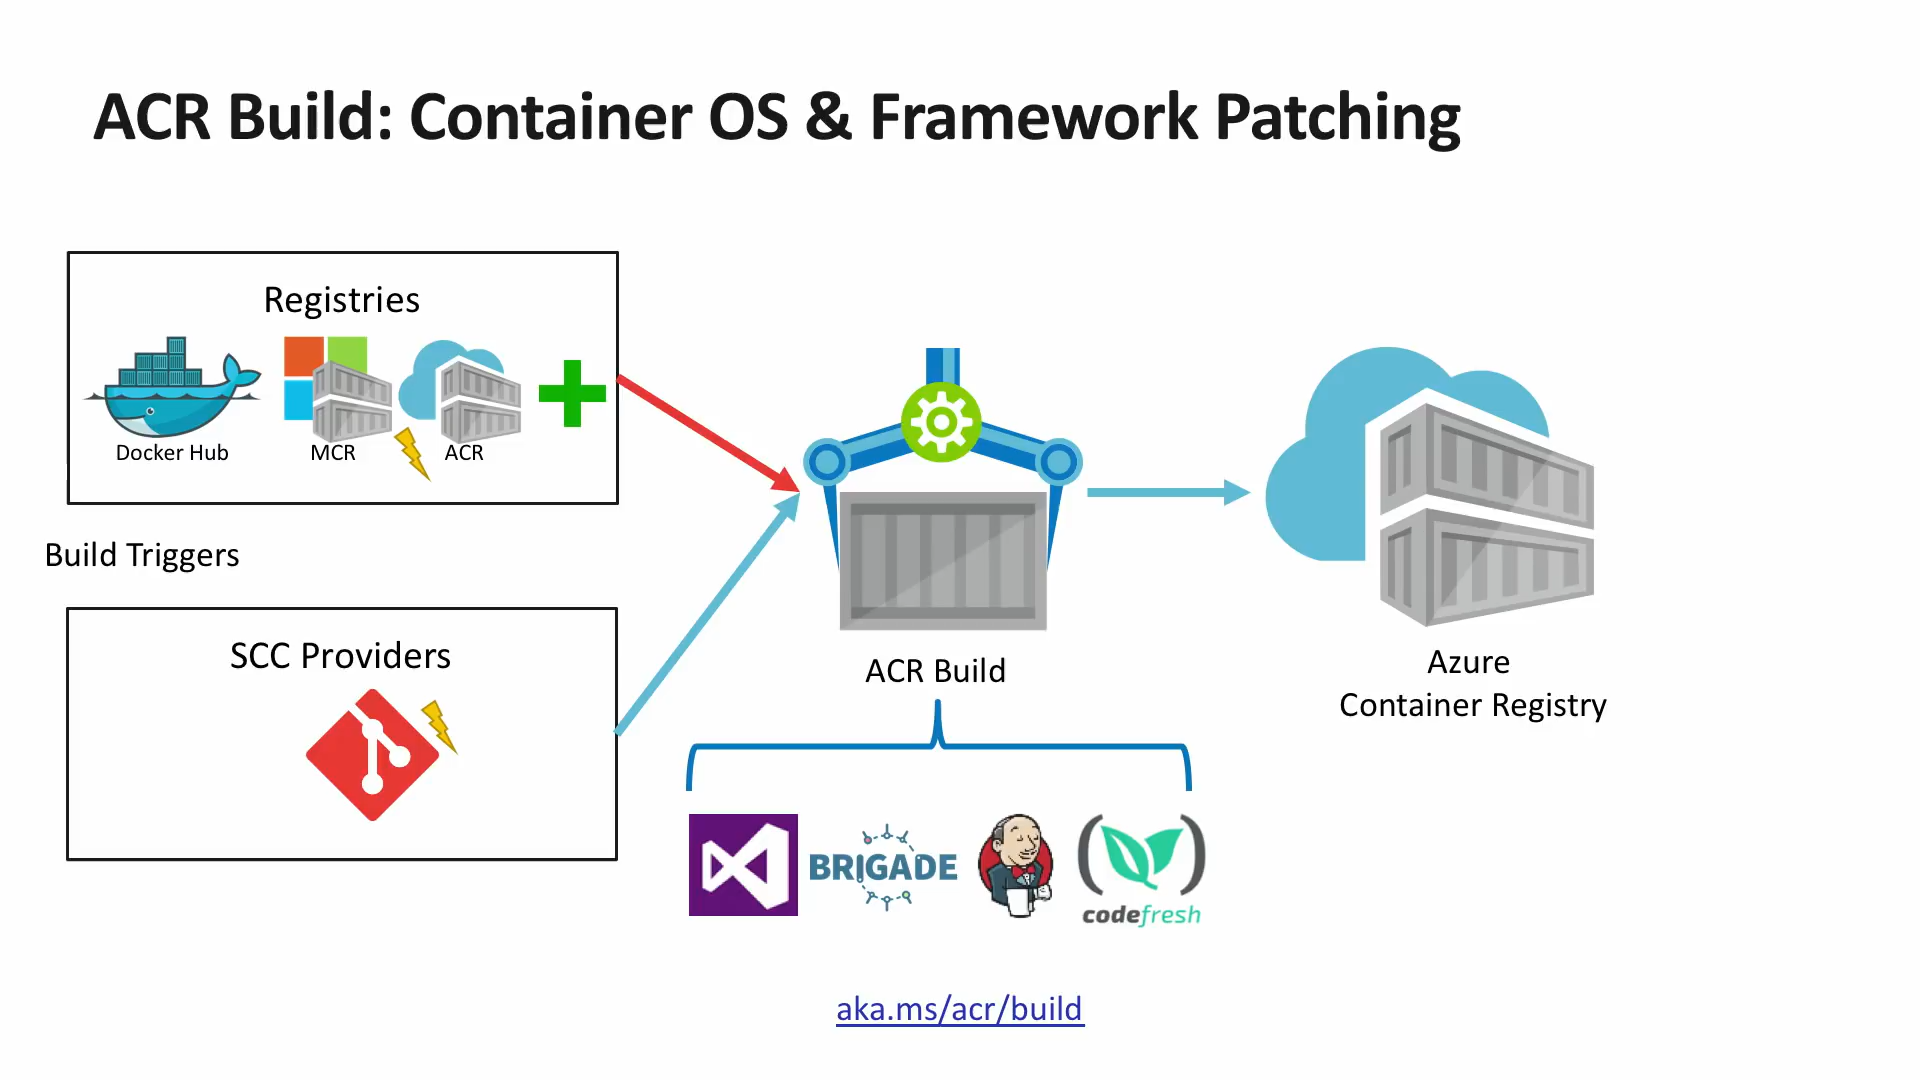 ACR Build: Container OS & Framework Patching
Registries
Docker Hub
MCR
ACR
Build Triggers
SCC Providers
ACR Build
Azure
Container Registry
BRIGADE
codefresh
aka.ms/acr/build